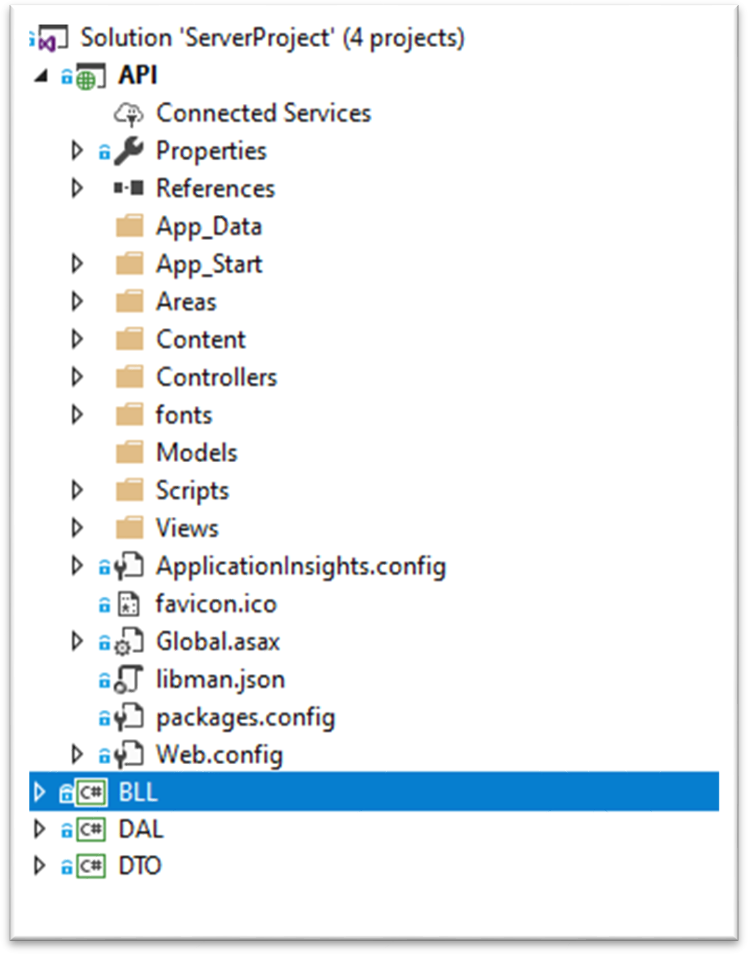 Solution 'ServerProject' (4 projects)
API
Connected Services
Properties
References
App_Data
App_Start
Areas
Content
Controllers
fonts
Models
Scripts
Views
ApplicationInsights.config
favicon.ico
Global.asax
libman.json
packages.config
Web.config
C# BLL
C# DAL
C# DTO